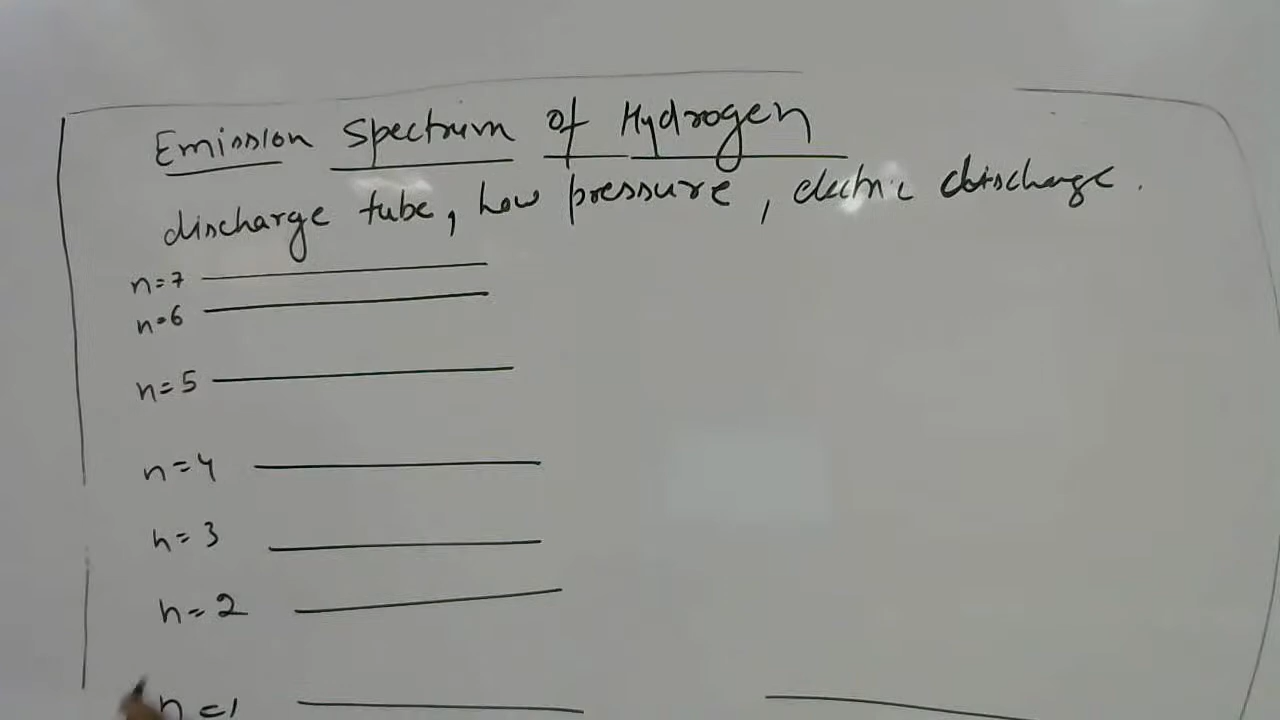 Emission Spectrum of Hydrogen
discharge tube, Low pressure, electric discharge.
n=7
n=6
n=5
n=4
n=3
n=2
n=1